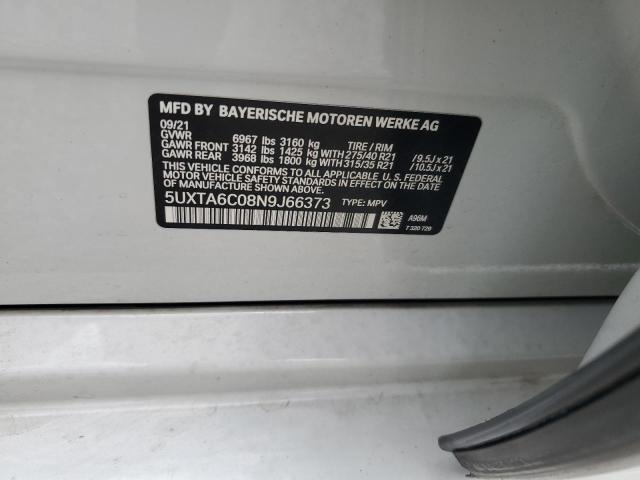 MFD BY BAYERISCHE MOTOREN WERKE AG
09/21
GVWR 6967 lbs 3160 kg TIRE / RIM
GAWR FRONT 3142 lbs 1425 kg WITH 275/40 R21 / 9.5J x 21
GAWR REAR 3968 lbs 1800 kg WITH 315/35 R21 / 10.5J x 21
THIS VEHICLE CONFORMS TO ALL APPLICABLE U. S. FEDERAL
MOTOR VEHICLE SAFETY STANDARDS IN EFFECT
ON THE DATE OF MANUFACTURE SHOWN ABOVE.
5UXTA6C08N9J66373 TYPE: MPV
A96M
7 320 729